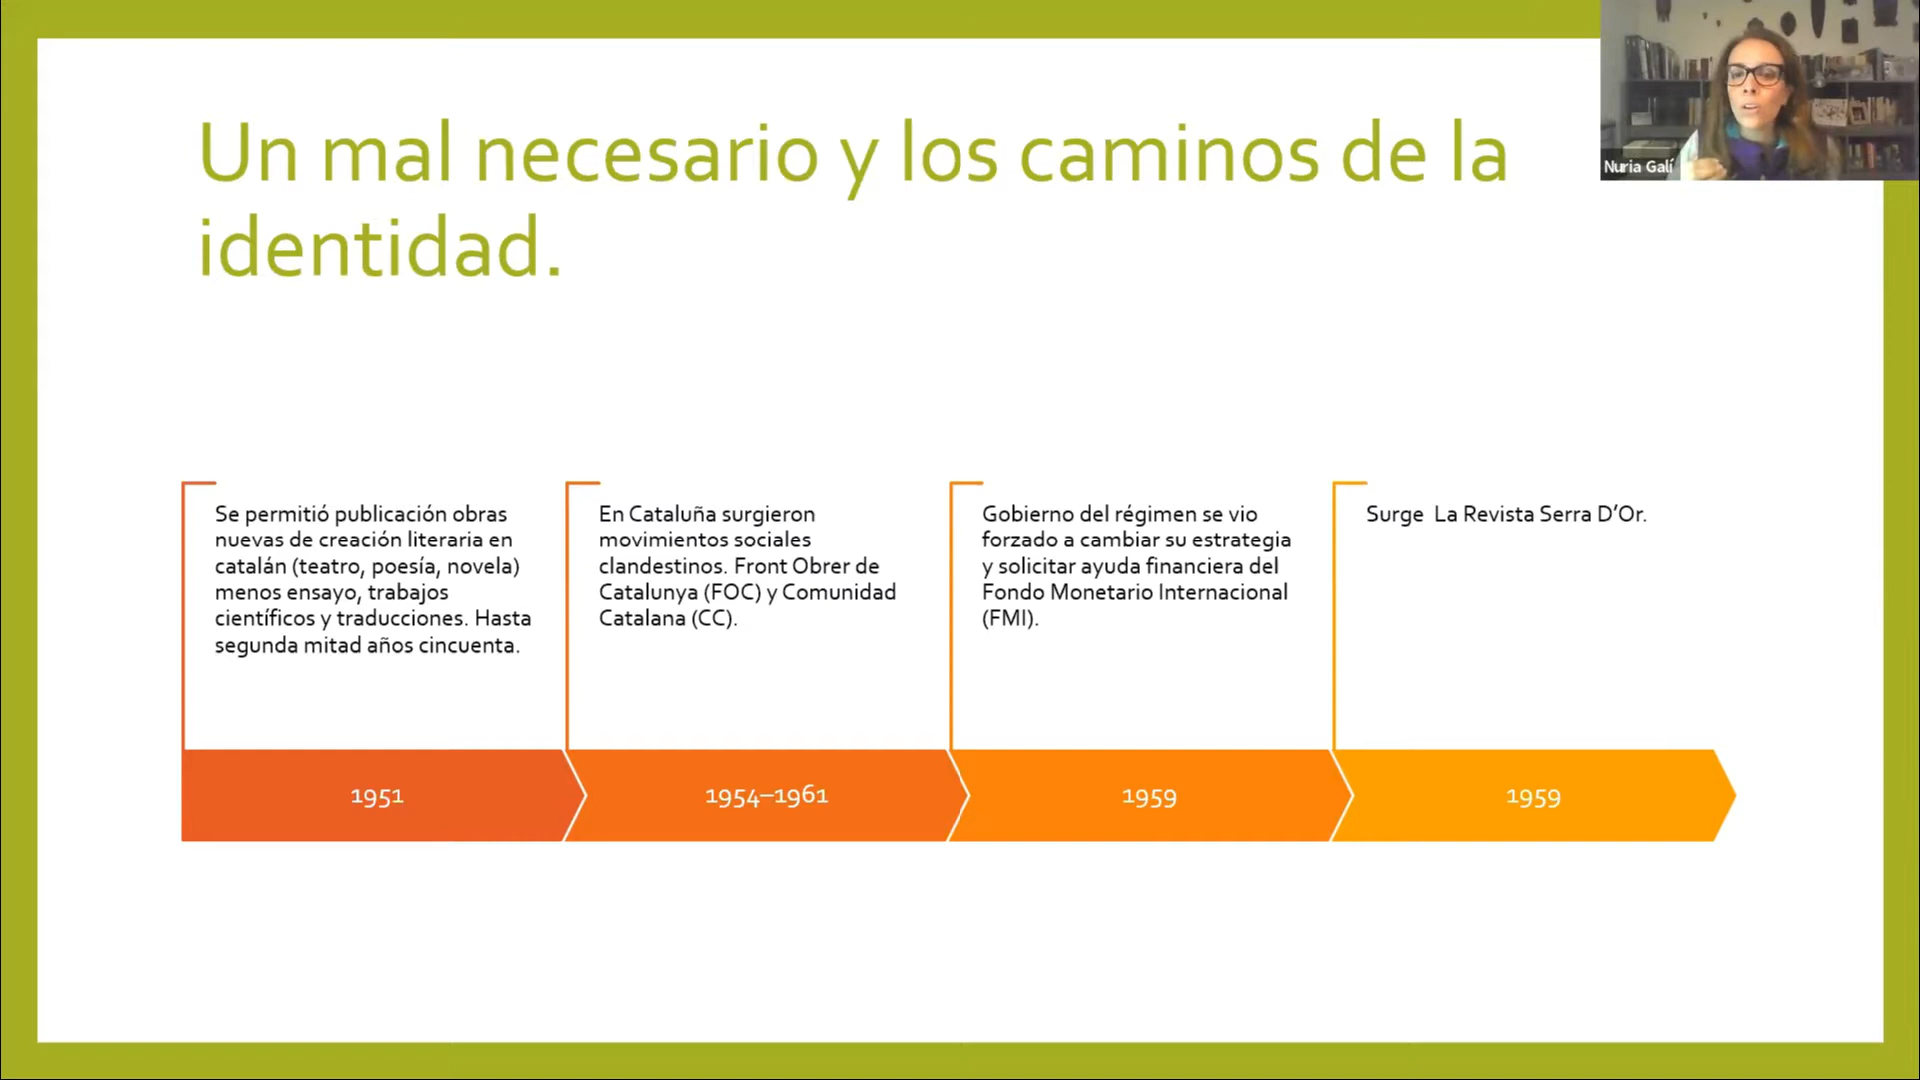 Un mal necesario y los caminos de la
identidad.
Nuria Galí
Se permitió publicación obras
nuevas de creación literaria en
catalán (teatro, poesía, novela)
menos ensayo, trabajos
científicos y traducciones. Hasta
segunda mitad años cincuenta.
En Cataluña surgieron
movimientos sociales
clandestinos. Front Obrer de
Catalunya (FOC) y Comunidad
Catalana (CC).
Gobierno del régimen se vio
forzado a cambiar su estrategia
y solicitar ayuda financiera del
Fondo Monetario Internacional
(FMI).
Surge  La Revista Serra D’Or.
1951
1954–1961
1959
1959